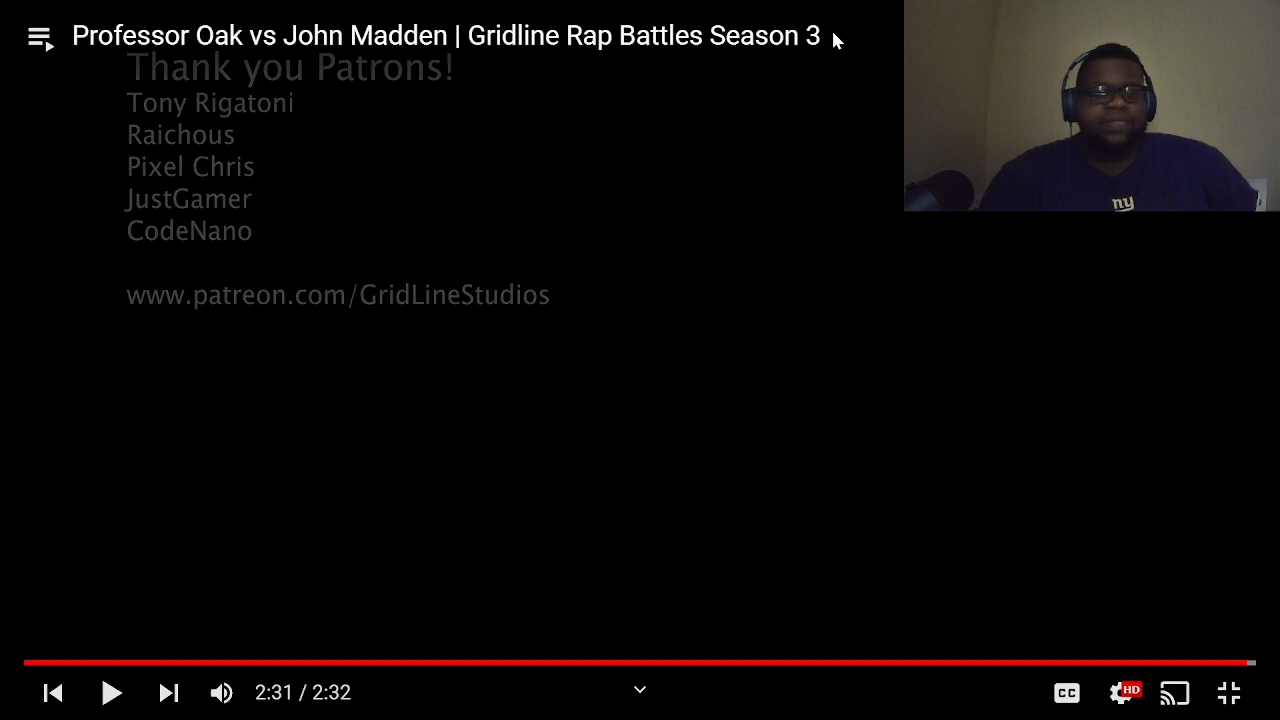 Professor Oak vs John Madden | Gridline Rap Battles Season 3
Thank you Patrons!
Tony Rigatoni
Raichous
Pixel Chris
JustGamer
CodeNano
www.patreon.com/GridLineStudios
ny
2:31 / 2:32
CC
HD